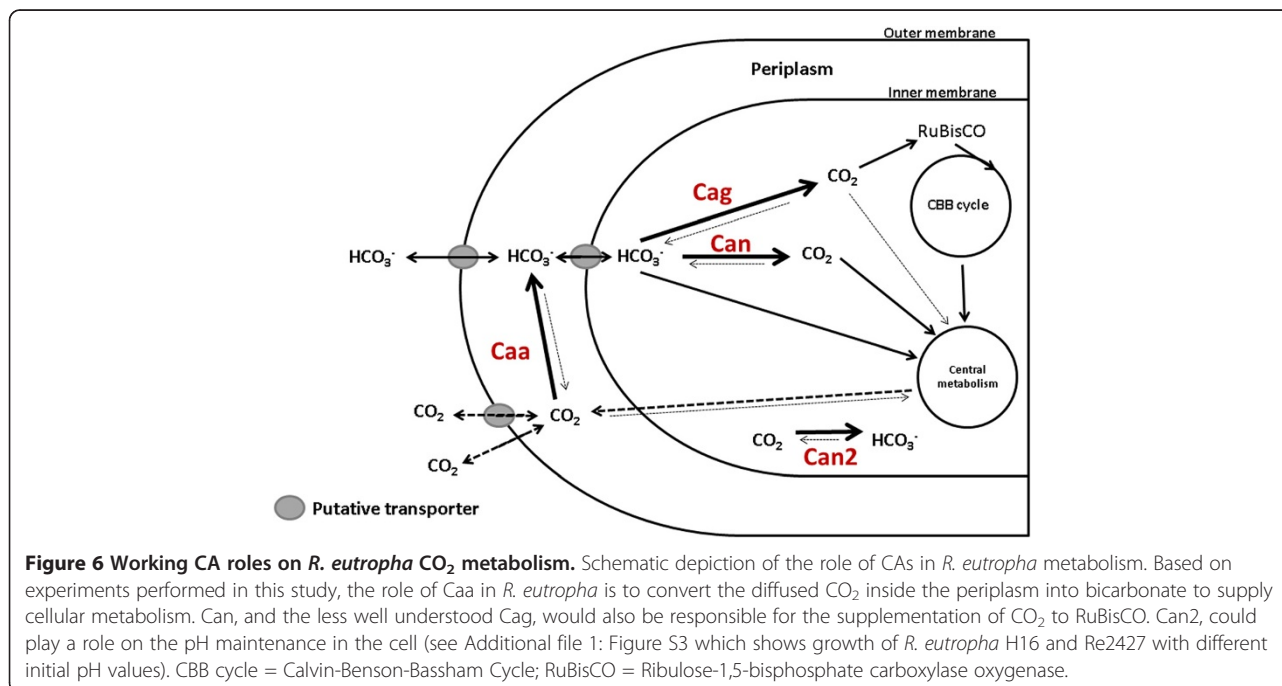 Outer membrane
Periplasm
Inner membrane
RuBisCO
CO₂
Cag
CBB cycle
Can
HCO₃⁻ HCO₃⁻ HCO₃⁻ CO₂
Caa
Central
metabolism
CO₂ CO₂
CO₂ HCO₃⁻
Can2
CO₂
Putative transporter
Figure 6 Working CA roles on R. eutropha CO₂ metabolism. Schematic depiction of the role of CAs in R. eutropha metabolism. Based on
experiments performed in this study, the role of Caa in R. eutropha is to convert the diffused CO₂ inside the periplasm into bicarbonate to supply
cellular metabolism. Can, and the less well understood Cag, would also be responsible for the supplementation of CO₂ to RuBisCO. Can2, could
play a role on the pH maintenance in the cell (see Additional file 1: Figure S3 which shows growth of R. eutropha H16 and Re2427 with different
initial pH values). CBB cycle = Calvin-Benson-Bassham Cycle; RuBisCO = Ribulose-1,5-bisphosphate carboxylase oxygenase.